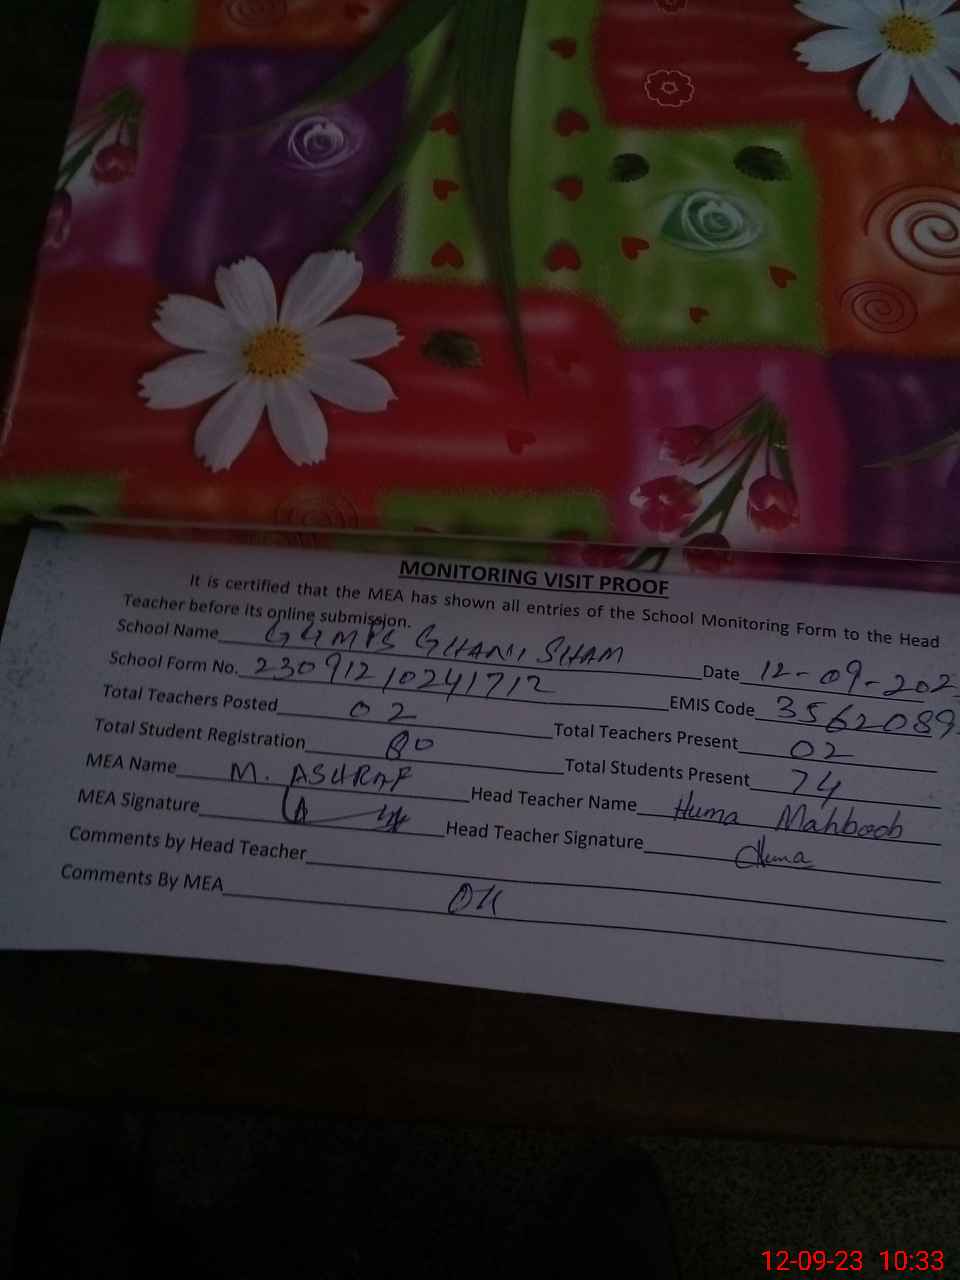 MONITORING VISIT PROOF
It is certified that the MEA has shown all entries of the School Monitoring Form to the Head
Teacher before its online submission.
School Name GGMPS GHANI SHAM Date 12-09-202
School Form No. 23091210241712 EMIS Code 3562089
Total Teachers Posted 02 Total Teachers Present 02
Total Student Registration 80 Total Students Present 74
MEA Name M. ASHRAF Head Teacher Name Huma Mahboob
MEA Signature Head Teacher Signature Huma
Comments by Head Teacher
Comments By MEA OK
12-09-23 10:33